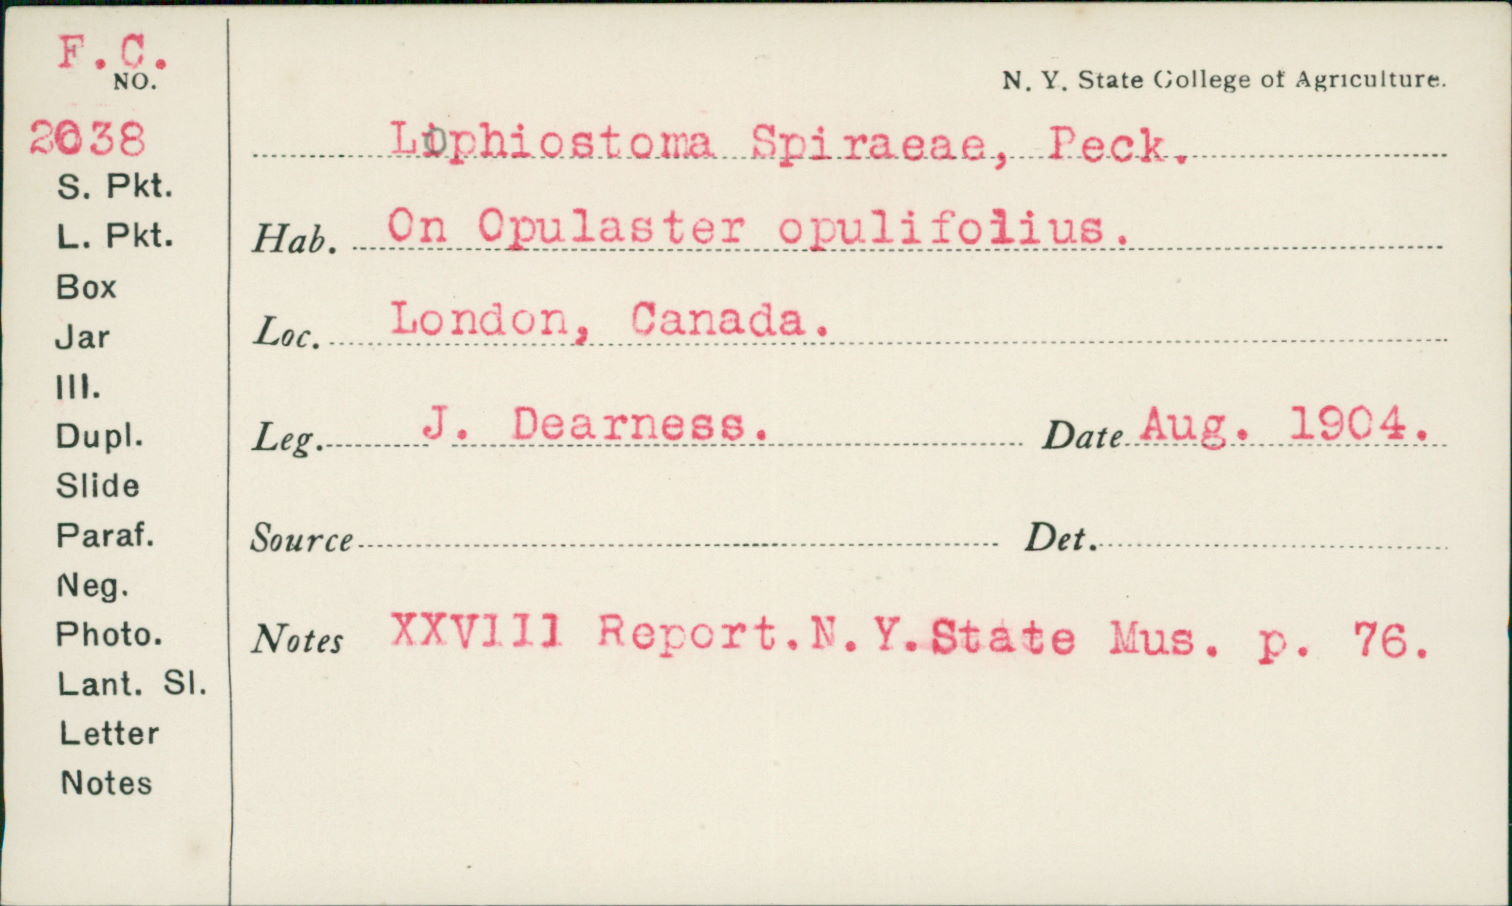 F.C.
NO.
2038
S. Pkt.
L. Pkt.
Box
Jar
Ill.
Dupl.
Slide
Paraf.
Neg.
Photo.
Lant. Sl.
Letter
Notes
N. Y. State College of Agriculture.
Lophiostoma Spiraeae, Peck.
Hab. On Opulaster opulifolius.
Loc. London, Canada.
Leg. J. Dearness. Date Aug. 1904.
Source Det.
Notes XXVlll Report.N.Y.State Mus. p. 76.